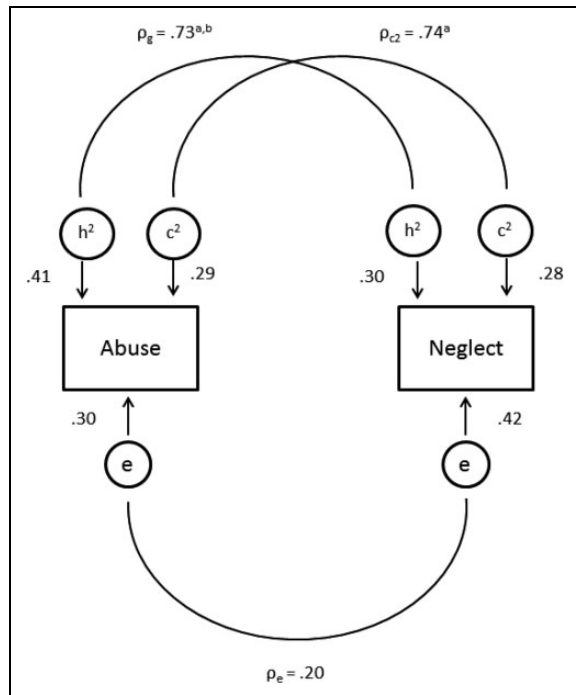 ρg = .73a,b ρc2 = .74a
h² c² h² c²
.41 .29 .30 .28
Abuse Neglect
.30 .42
e e
ρe = .20